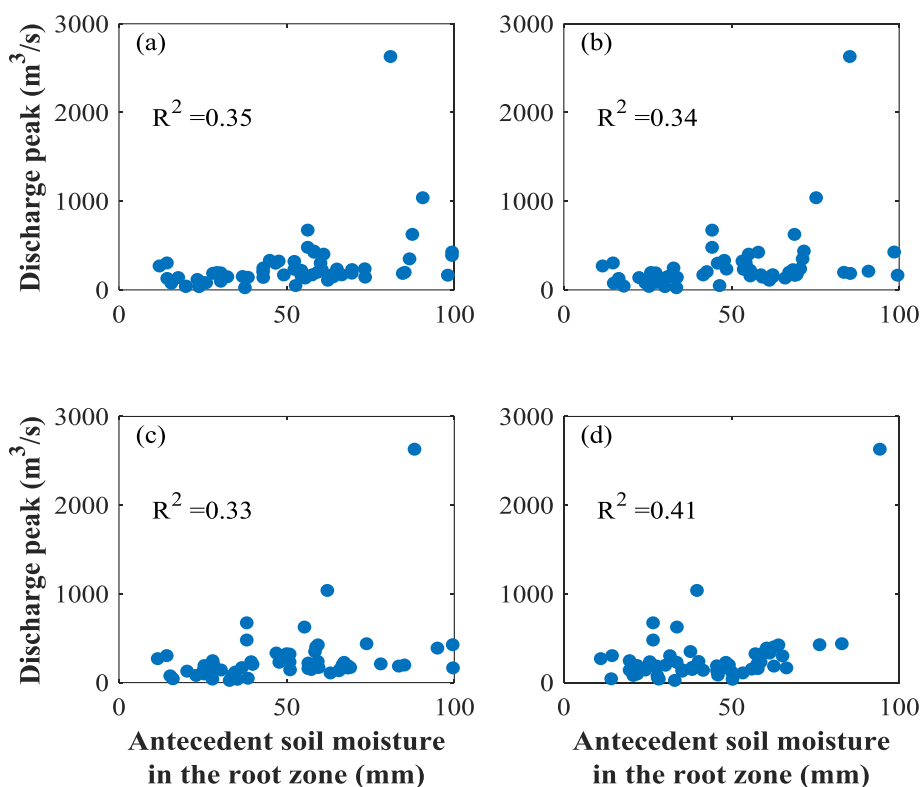 3000
2000
1000
0
Discharge peak (m³/s)
(a)
R² =0.35
0 50 100
3000
2000
1000
0
Discharge peak (m³/s)
(b)
R² =0.34
0 50 100
3000
2000
1000
0
Discharge peak (m³/s)
(c)
R² =0.33
0 50 100
Antecedent soil moisture
in the root zone (mm)
3000
2000
1000
0
(d)
R² =0.41
0 50 100
Antecedent soil moisture
in the root zone (mm)